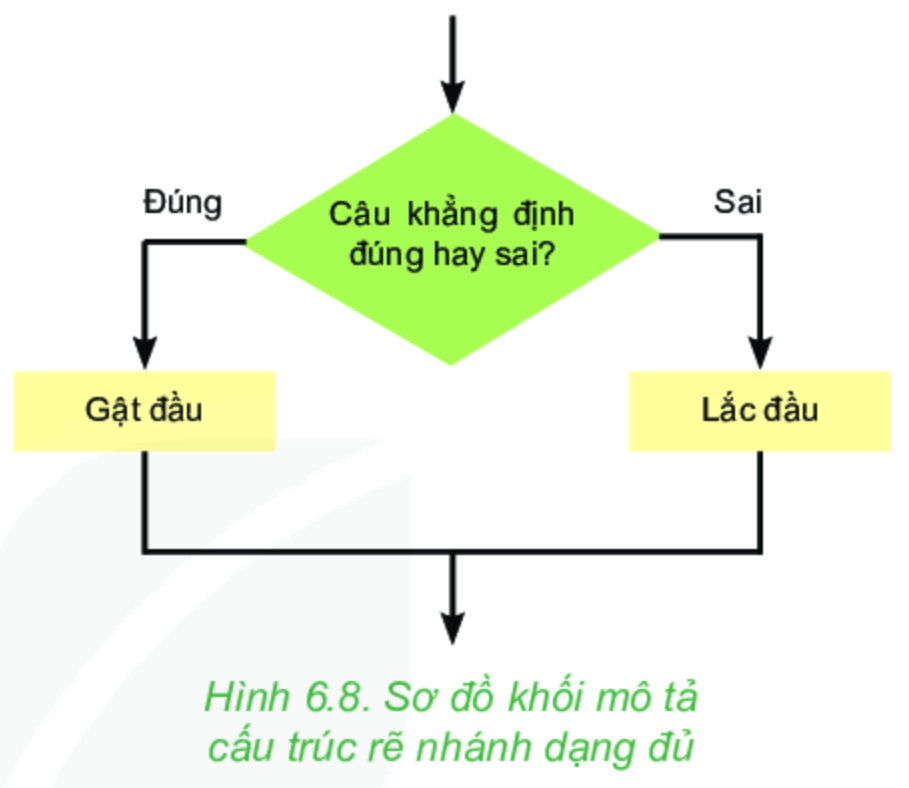 Đúng
Sai
Câu khẳng định
đúng hay sai?
Gật đầu
Lắc đầu
Hình 6.8. Sơ đồ khối mô tả
cấu trúc rẽ nhánh dạng đủ